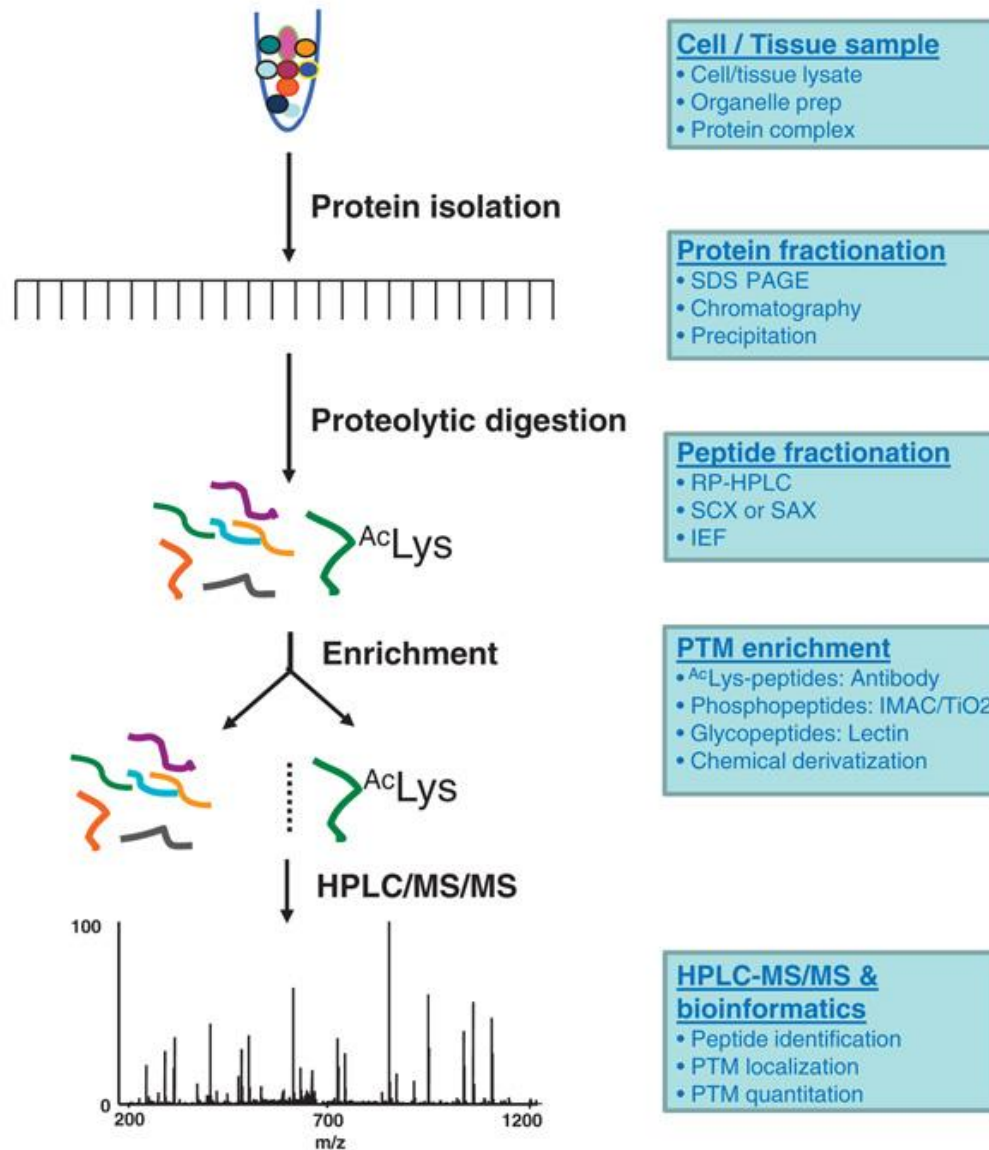 Cell / Tissue sample
• Cell/tissue lysate
• Organelle prep
• Protein complex
Protein isolation
Protein fractionation
• SDS PAGE
• Chromatography
• Precipitation
Proteolytic digestion
Peptide fractionation
• RP-HPLC
• SCX or SAX
• IEF
AcLys
Enrichment
PTM enrichment
• AcLys-peptides: Antibody
• Phosphopeptides: IMAC/TiO2
• Glycopeptides: Lectin
• Chemical derivatization
AcLys
HPLC/MS/MS
HPLC-MS/MS &
bioinformatics
• Peptide identification
• PTM localization
• PTM quantitation
100
0
200
700
1200
m/z